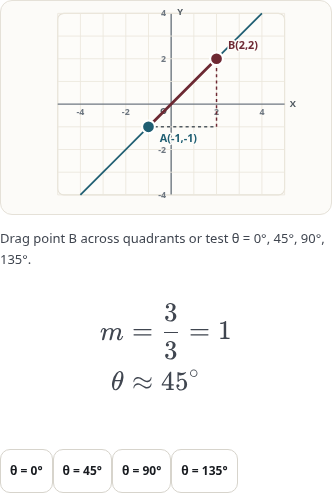 4 Y
2
B(2,2)
-4 -2 0 2 4 X
A(-1,-1)
-2
-4
Drag point B across quadrants or test θ = 0°, 45°, 90°,
135°.
m = 3/3 = 1
θ ≈ 45°
θ = 0° θ = 45° θ = 90° θ = 135°